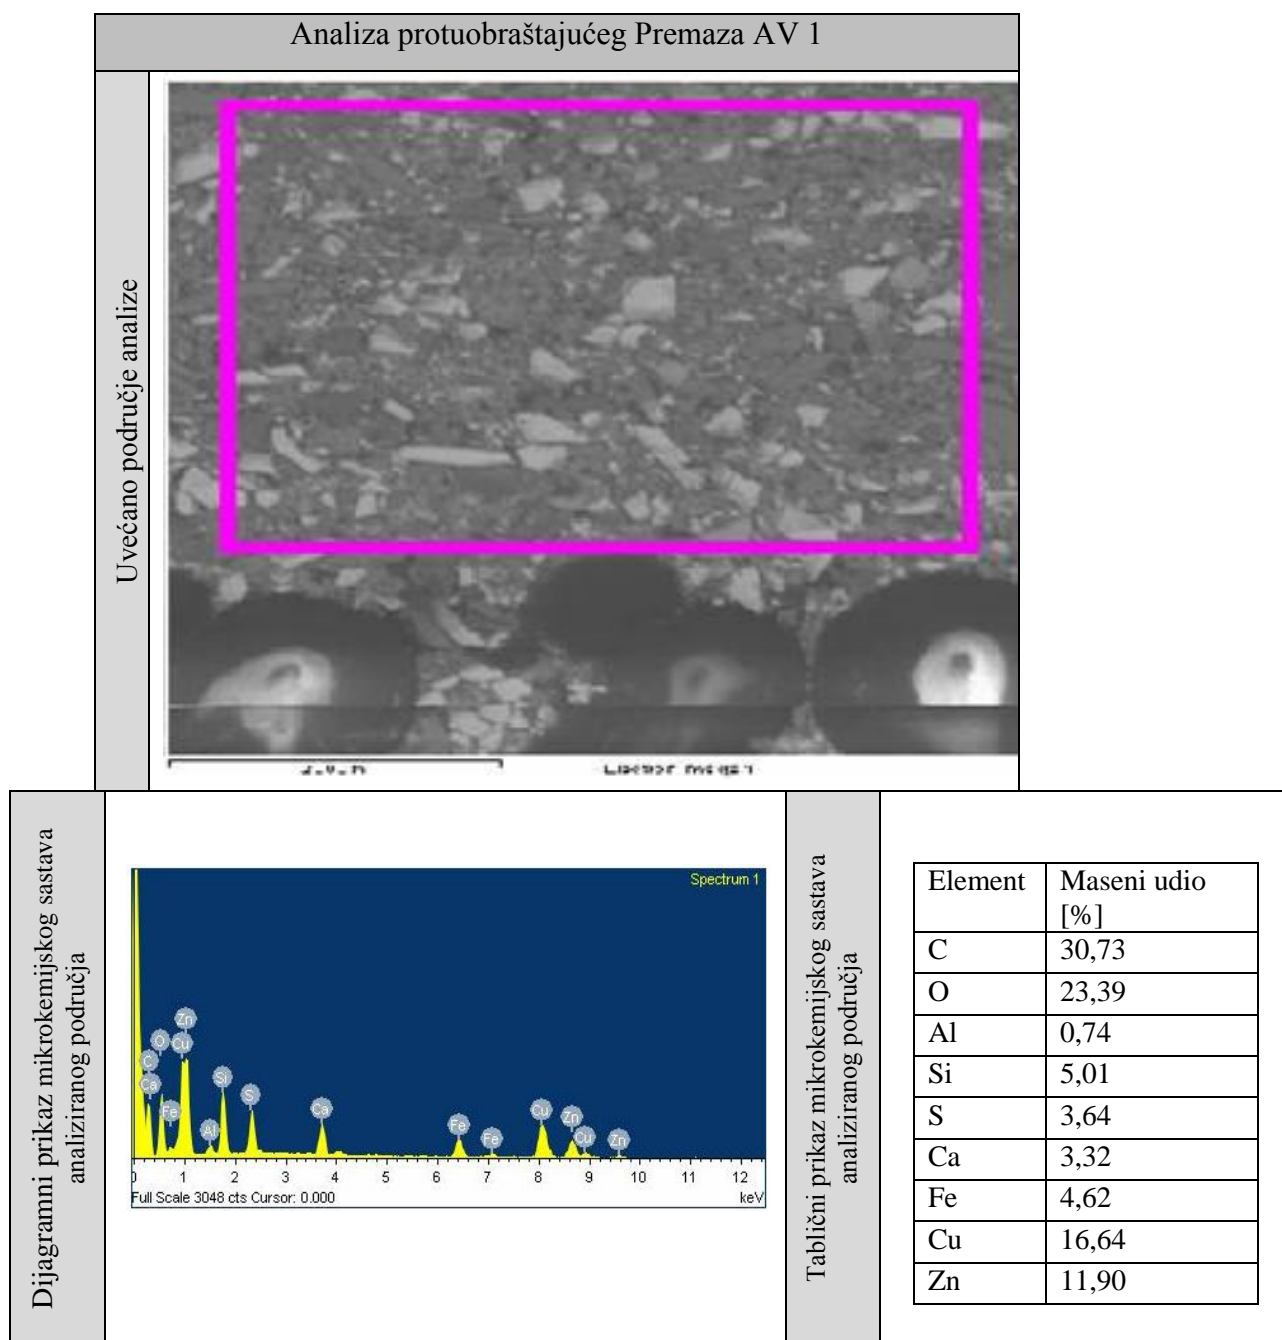 Analiza protuobraštajućeg Premaza AV 1
Uvećano područje analize
Dijagramni prikaz mikrokemijskog sastava
analiziranog područja
Spectrum 1
Zn
O
Cu
C
Ca
Fe
Al
Si
S
Ca
Fe
Fe
Cu
Zn
Cu
Zn
0 1 2 3 4 5 6 7 8 9 10 11 12
Full Scale 3048 cts Cursor: 0.000
keV
Tablični prikaz mikrokemijskog sastava
analiziranog područja
Element Maseni udio
[%]
C 30,73
O 23,39
Al 0,74
Si 5,01
S 3,64
Ca 3,32
Fe 4,62
Cu 16,64
Zn 11,90